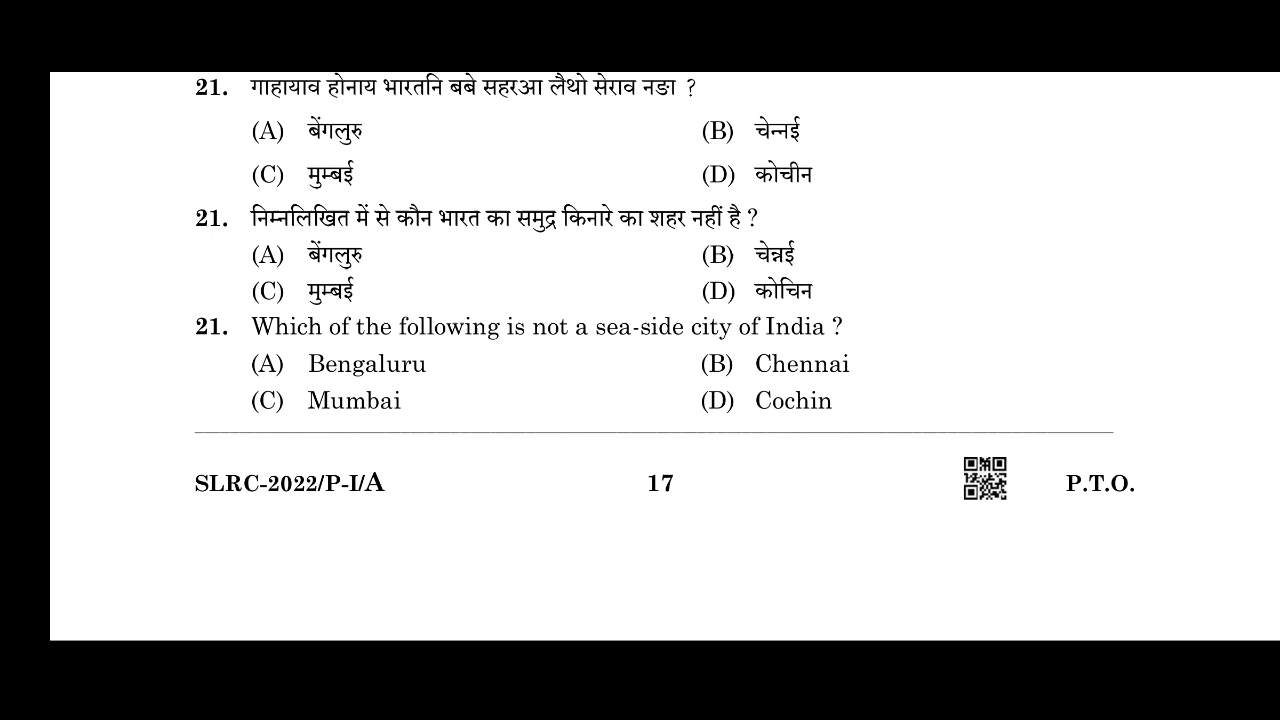 21. गाहायाव होनाय भारतनि बबे सहरआ लैथो सेराव नङा ?
(A) बेंगलुरु (B) चेन्नई
(C) मुम्बई (D) कोचीन
21. निम्नलिखित में से कौन भारत का समुद्र किनारे का शहर नहीं है ?
(A) बेंगलुरु (B) चेन्नई
(C) मुम्बई (D) कोचिन
21. Which of the following is not a sea-side city of India ?
(A) Bengaluru (B) Chennai
(C) Mumbai (D) Cochin
SLRC-2022/P-I/A 17 P.T.O.